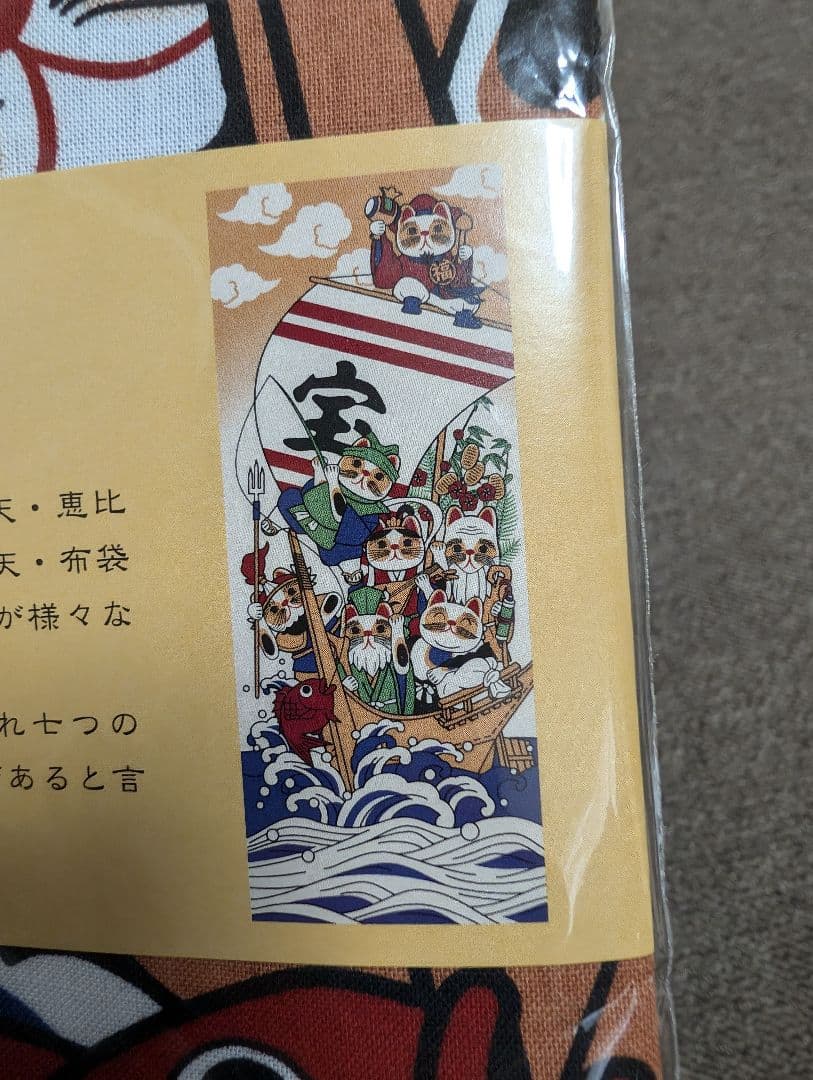 天・恵比
天・布袋
が様々な
れ七つの
があると言
福
宝